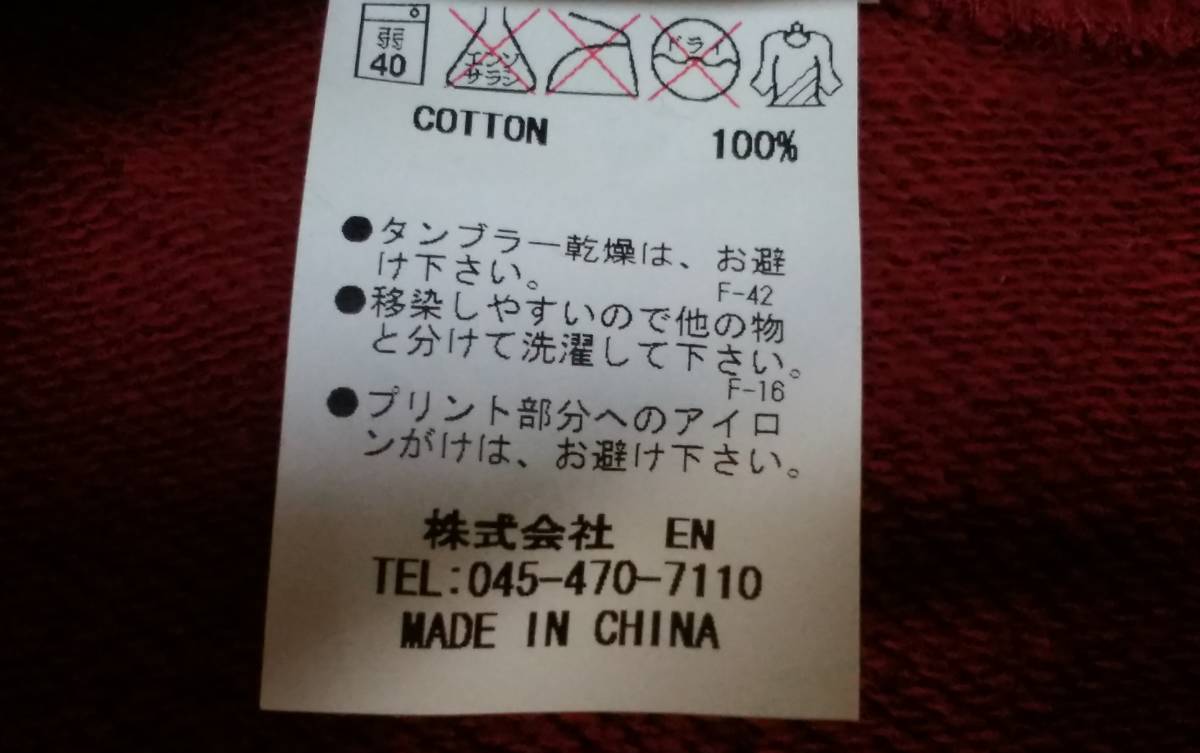 弱
40
エンソ
サラシ
ドライ
COTTON 100%
●タンブラー乾燥は、お避
け下さい。
F-42
●移染しやすいので他の物
と分けて洗濯して下さい。
F-16
●プリント部分へのアイロ
ンがけは、お避け下さい。
株式会社 EN
TEL:045-470-7110
MADE IN CHINA